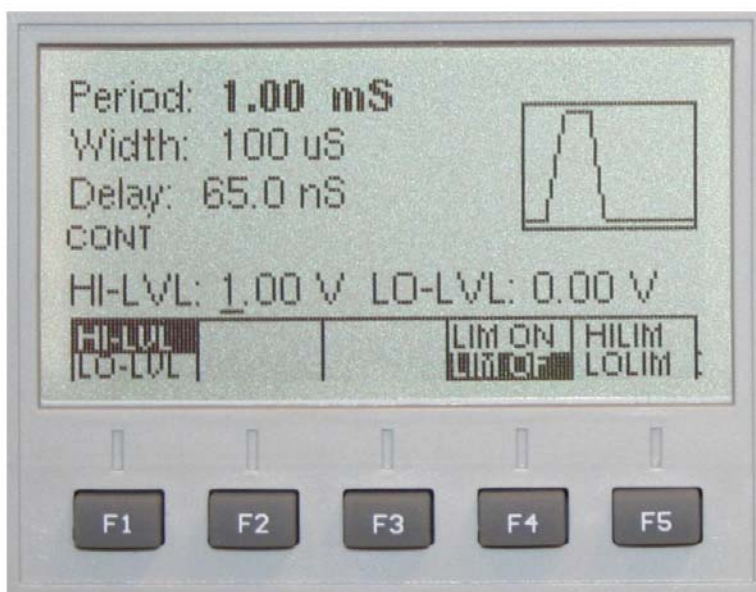 Period: 1.00 mS
Width: 100 uS
Delay: 65.0 nS
CONT
HI-LVL: 1.00 V LO-LVL: 0.00 V
HI-LVL LIM ON HILIM
LO-LVL LIM OFF LOLIM
F1 F2 F3 F4 F5